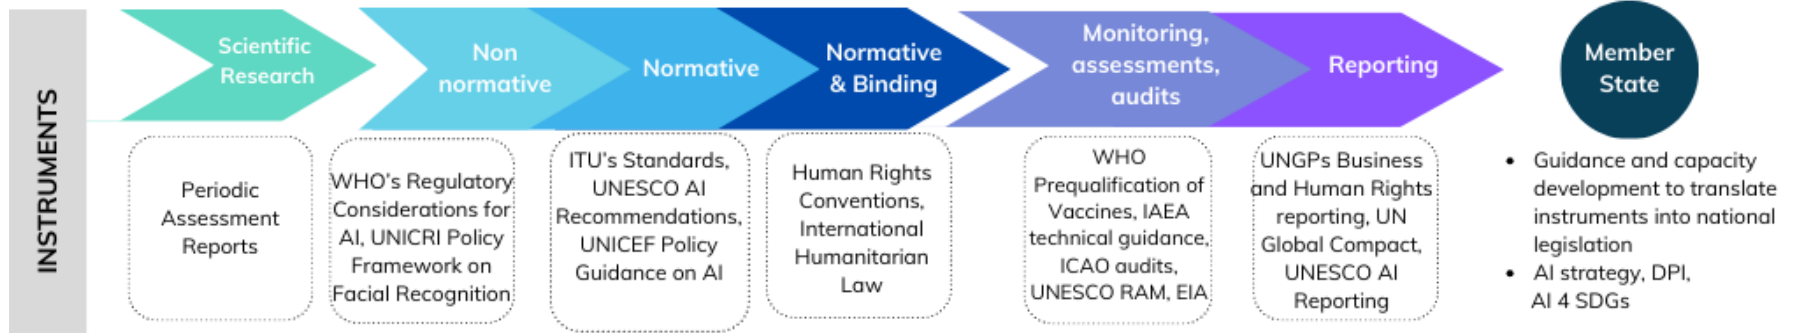 INSTRUMENTS
Scientific
Research
Non
normative
Normative
Normative
& Binding
Monitoring,
assessments,
audits
Reporting
Member
State
Periodic
Assessment
Reports
WHO's Regulatory
Considerations for
AI, UNICRI Policy
Framework on
Facial Recognition
ITU's Standards,
UNESCO AI
Recommendations,
UNICEF Policy
Guidance on AI
Human Rights
Conventions,
International
Humanitarian
Law
WHO
Prequalification of
Vaccines, IAEA
technical guidance,
ICAO audits,
UNESCO RAM, EIA
UNGPs Business
and Human Rights
reporting, UN
Global Compact,
UNESCO AI
Reporting
• Guidance and capacity
development to translate
instruments into national
legislation
• AI strategy, DPI,
AI 4 SDGs